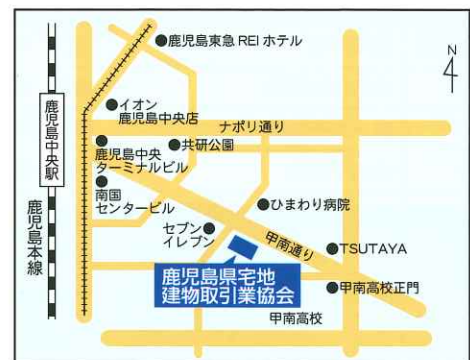 鹿児島東急REIホテル
N
イオン
鹿児島中央店
ナポリ通り
鹿児島中央駅
鹿児島中央
ターミナルビル
共研公園
南国
センタービル
鹿児島本線
ひまわり病院
セブン
イレブン
甲南通り
TSUTAYA
鹿児島県宅地
建物取引業協会
甲南高校正門
甲南高校